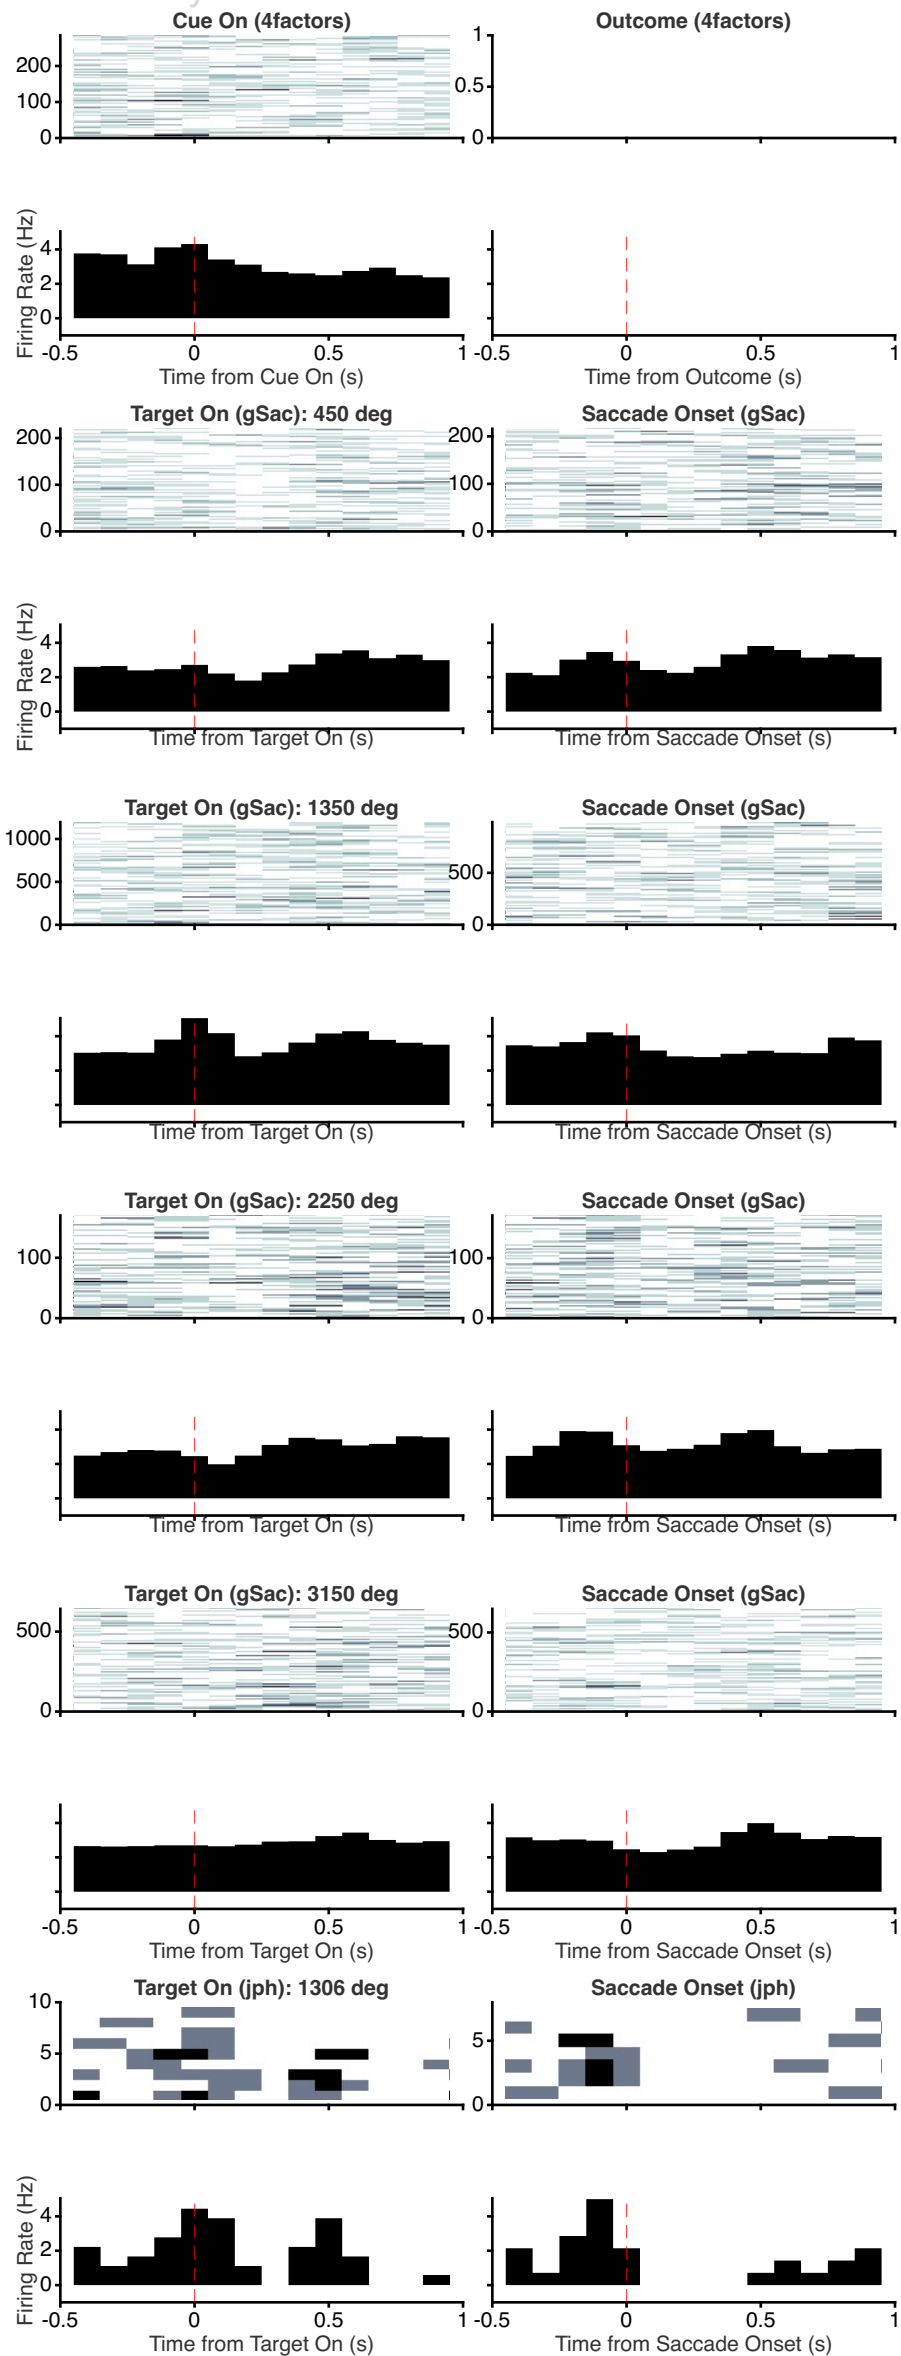 Cue On (4factors) Outcome (4factors)
200 1
100 0.5
0 0
Firing Rate (Hz)
4
2
0
-0.5 0 0.5 1 -0.5 0 0.5 1
Time from Cue On (s) Time from Outcome (s)
Target On (gSac): 450 deg Saccade Onset (gSac)
200 200
100 100
0 0
Firing Rate (Hz)
4
2
0
Time from Target On (s) Time from Saccade Onset (s)
Target On (gSac): 1350 deg Saccade Onset (gSac)
1000
500 500
0 0
Time from Target On (s) Time from Saccade Onset (s)
Target On (gSac): 2250 deg Saccade Onset (gSac)
100 100
0 0
Time from Target On (s) Time from Saccade Onset (s)
Target On (gSac): 3150 deg Saccade Onset (gSac)
500 500
0 0
-0.5 0 0.5 1 -0.5 0 0.5 1
Time from Target On (s) Time from Saccade Onset (s)
Target On (jph): 1306 deg Saccade Onset (jph)
10
5 5
0 0
Firing Rate (Hz)
4
2
0
-0.5 0 0.5 1 -0.5 0 0.5 1
Time from Target On (s) Time from Saccade Onset (s)